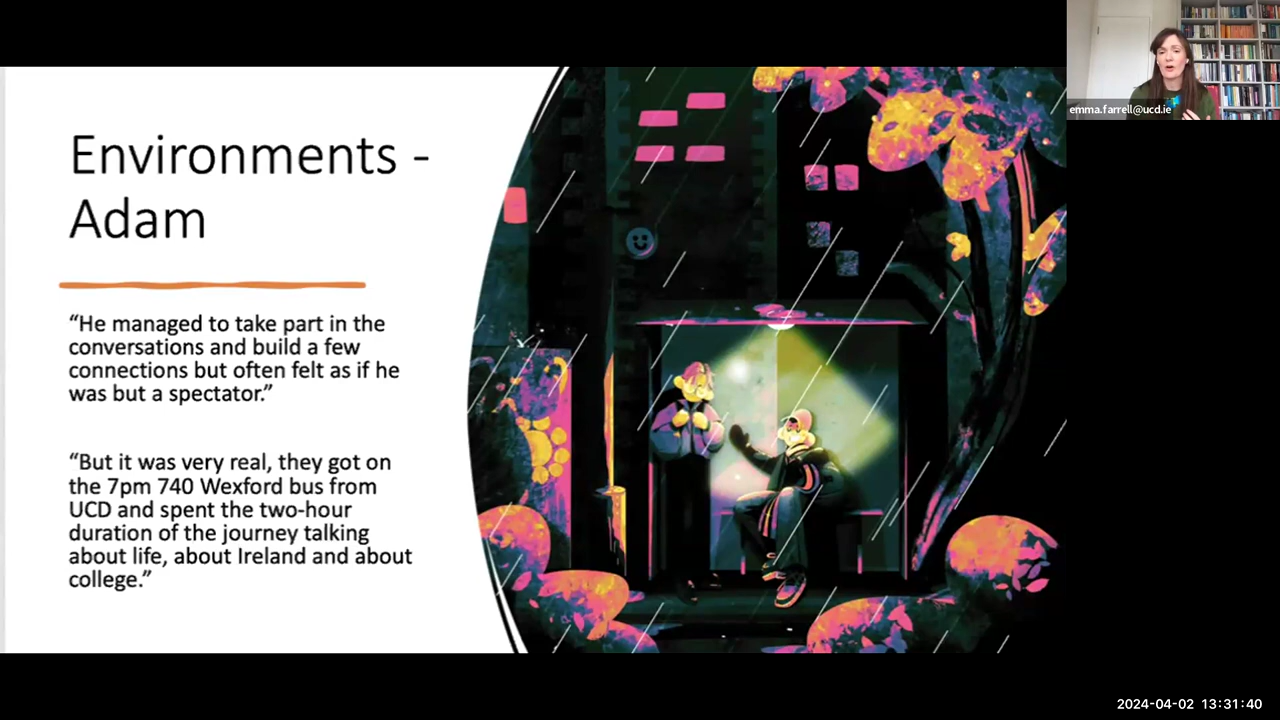 Environments -
Adam
“He managed to take part in the
conversations and build a few
connections but often felt as if he
was but a spectator.”
“But it was very real, they got on
the 7pm 740 Wexford bus from
UCD and spent the two-hour
duration of the journey talking
about life, about Ireland and about
college.”
emma.farrell@ucd.ie
2024-04-02 13:31:40